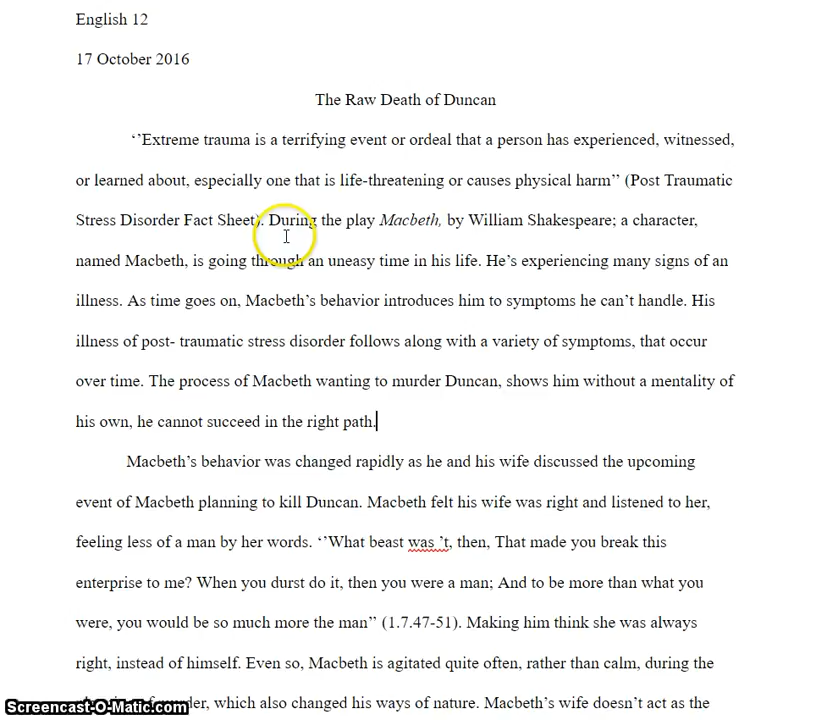 English 12
17 October 2016
The Raw Death of Duncan
‘’Extreme trauma is a terrifying event or ordeal that a person has experienced, witnessed,
or learned about, especially one that is life-threatening or causes physical harm’’ (Post Traumatic
Stress Disorder Fact Sheet). During the play Macbeth, by William Shakespeare; a character,
named Macbeth, is going through an uneasy time in his life. He’s experiencing many signs of an
illness. As time goes on, Macbeth’s behavior introduces him to symptoms he can’t handle. His
illness of post- traumatic stress disorder follows along with a variety of symptoms, that occur
over time. The process of Macbeth wanting to murder Duncan, shows him without a mentality of
his own, he cannot succeed in the right path.
Macbeth’s behavior was changed rapidly as he and his wife discussed the upcoming
event of Macbeth planning to kill Duncan. Macbeth felt his wife was right and listened to her,
feeling less of a man by her words. ‘’What beast was ’t, then, That made you break this
enterprise to me? When you durst do it, then you were a man; And to be more than what you
were, you would be so much more the man’’ (1.7.47-51). Making him think she was always
right, instead of himself. Even so, Macbeth is agitated quite often, rather than calm, during the
which also changed his ways of nature. Macbeth’s wife doesn’t act as the
Screencast-O-Matic.com